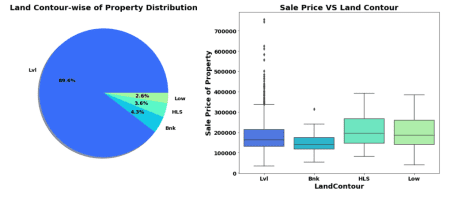 Land Contour-wise of Property Distribution
Lvl
89.6%
2.6%
Low
3.6%
HLS
4.3%
Bnk
Sale Price VS Land Contour
Sale Price of Property
700000
600000
500000
400000
300000
200000
100000
0
Lvl
Bnk
HLS
Low
LandContour